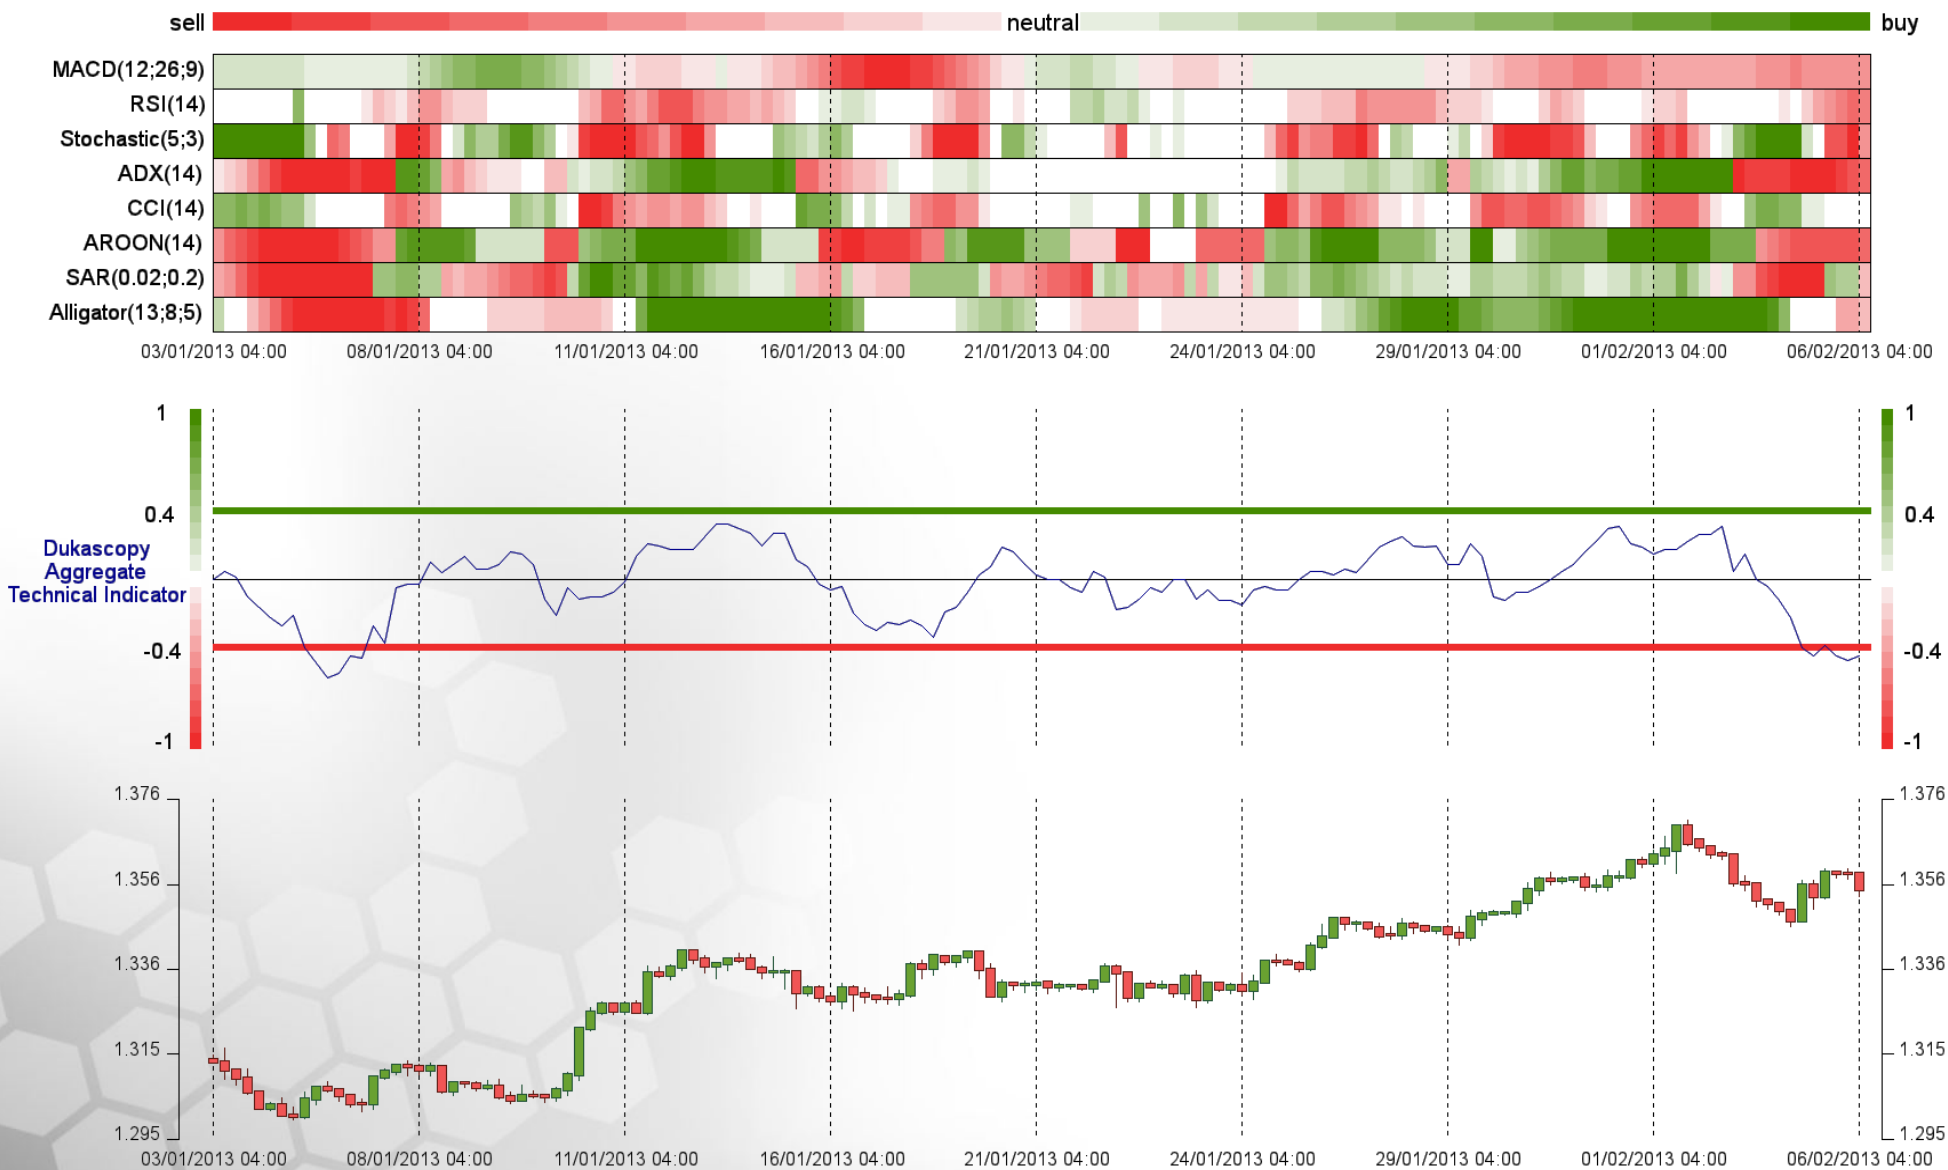 sell neutral buy
MACD(12;26;9)
RSI(14)
Stochastic(5;3)
ADX(14)
CCI(14)
AROON(14)
SAR(0.02;0.2)
Alligator(13;8;5)
03/01/2013 04:00 08/01/2013 04:00 11/01/2013 04:00 16/01/2013 04:00 21/01/2013 04:00 24/01/2013 04:00 29/01/2013 04:00 01/02/2013 04:00 06/02/2013 04:00
1 1
0.4 0.4
Dukascopy
Aggregate
Technical Indicator
-0.4 -0.4
-1 -1
1.376 1.376
1.356 1.356
1.336 1.336
1.315 1.315
1.295 1.295
03/01/2013 04:00 08/01/2013 04:00 11/01/2013 04:00 16/01/2013 04:00 21/01/2013 04:00 24/01/2013 04:00 29/01/2013 04:00 01/02/2013 04:00 06/02/2013 04:00